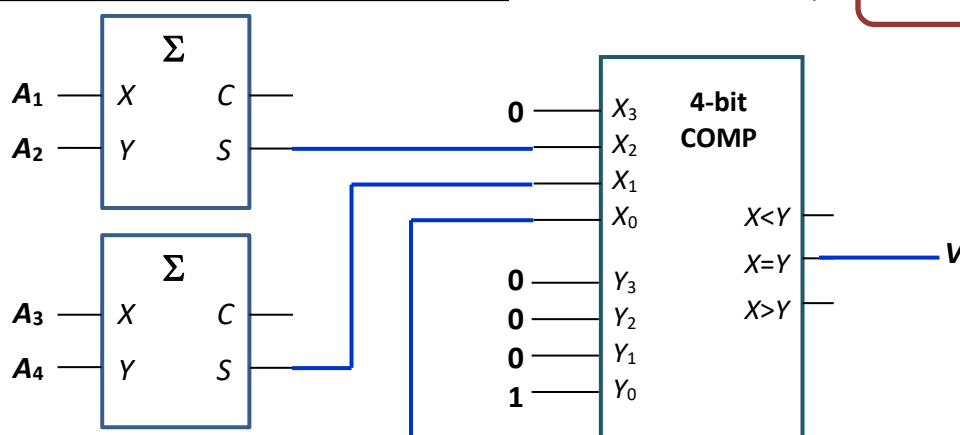 Σ
A1 X C
A2 Y S
Σ
A3 X C
A4 Y S
4-bit
COMP
0 X3
X2
X1
X0
0 Y3
0 Y2
0 Y1
1 Y0
X<Y
X=Y V
X>Y